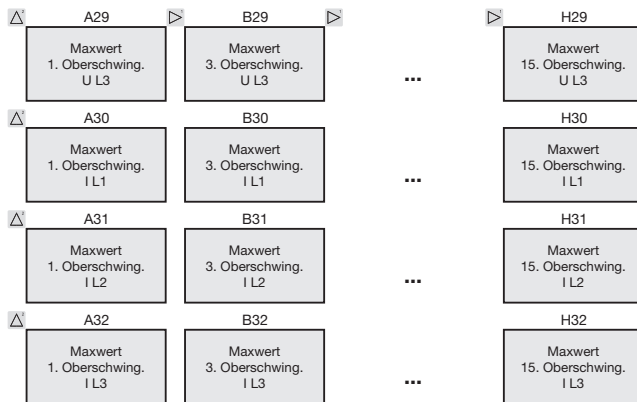 A29 B29 H29
Maxwert Maxwert Maxwert
1. Oberschwing. 3. Oberschwing. 15. Oberschwing.
U L3 U L3 ... U L3
A30 B30 H30
Maxwert Maxwert Maxwert
1. Oberschwing. 3. Oberschwing. 15. Oberschwing.
I L1 I L1 ... I L1
A31 B31 H31
Maxwert Maxwert Maxwert
1. Oberschwing. 3. Oberschwing. 15. Oberschwing.
I L2 I L2 ... I L2
A32 B32 H32
Maxwert Maxwert Maxwert
1. Oberschwing. 3. Oberschwing. 15. Oberschwing.
I L3 I L3 ... I L3